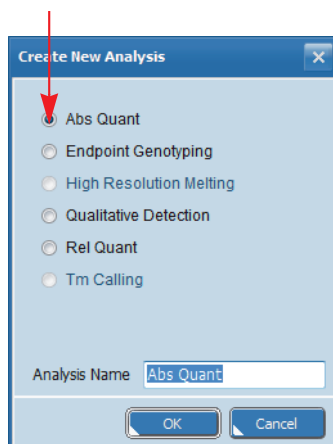 Create New Analysis
Abs Quant
Endpoint Genotyping
High Resolution Melting
Qualitative Detection
Rel Quant
Tm Calling
Analysis Name Abs Quant
OK Cancel